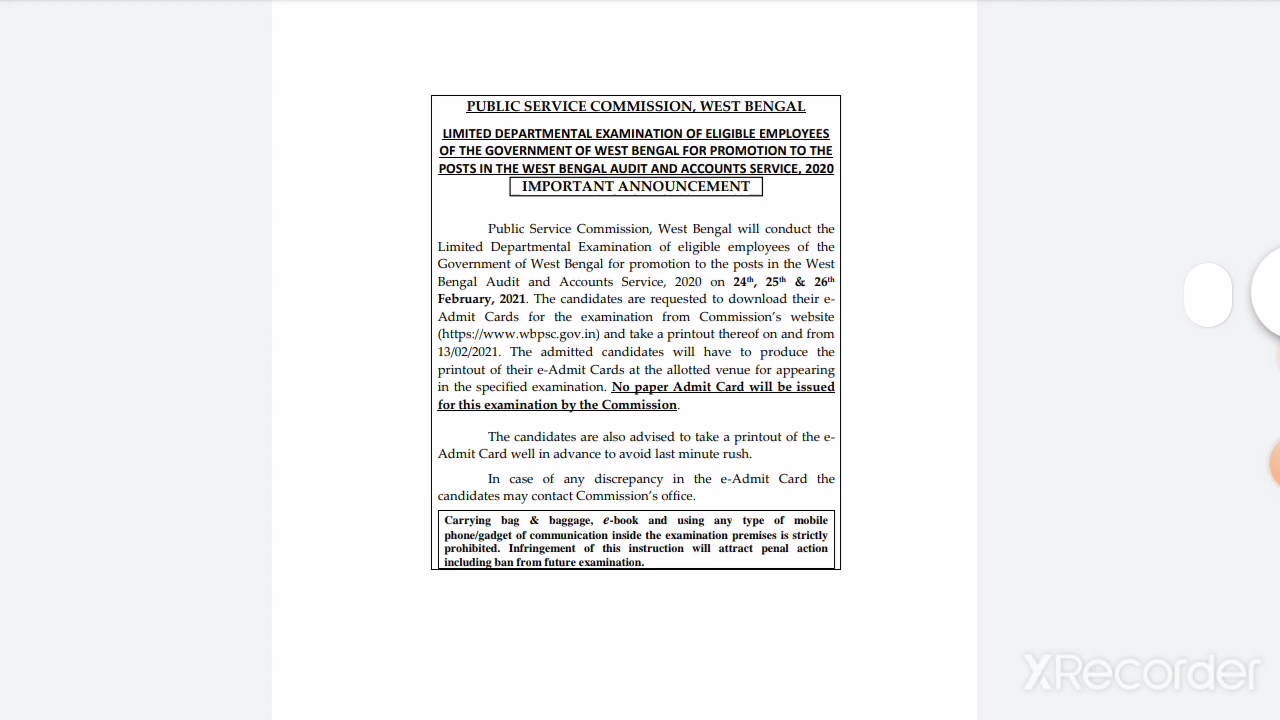 PUBLIC SERVICE COMMISSION, WEST BENGAL
LIMITED DEPARTMENTAL EXAMINATION OF ELIGIBLE EMPLOYEES
OF THE GOVERNMENT OF WEST BENGAL FOR PROMOTION TO THE
POSTS IN THE WEST BENGAL AUDIT AND ACCOUNTS SERVICE, 2020
IMPORTANT ANNOUNCEMENT
Public Service Commission, West Bengal will conduct the
Limited Departmental Examination of eligible employees of the
Government of West Bengal for promotion to the posts in the West
Bengal Audit and Accounts Service, 2020 on 24th, 25th & 26th
February, 2021. The candidates are requested to download their e-
Admit Cards for the examination from Commission's website
(https://www.wbpsc.gov.in) and take a printout thereof on and from
13/02/2021. The admitted candidates will have to produce the
printout of their e-Admit Cards at the allotted venue for appearing
in the specified examination. No paper Admit Card will be issued
for this examination by the Commission.
The candidates are also advised to take a printout of the e-
Admit Card well in advance to avoid last minute rush.
In case of any discrepancy in the e-Admit Card the
candidates may contact Commission's office.
Carrying bag & baggage, e-book and using any type of mobile
phone/gadget of communication inside the examination premises is strictly
prohibited. Infringement of this instruction will attract penal action
including ban from future examination.
XRecorder